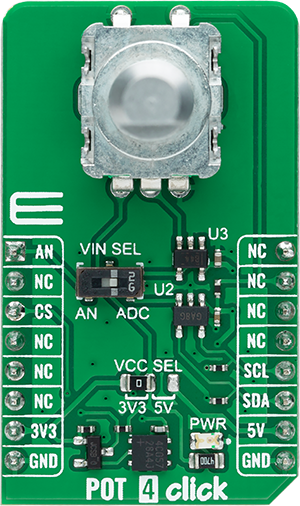 U3
AN
VIN SEL
NC
NC
U2
NC
CS
AN
ADC
NC
NC
NC
NC
VCC SEL
SCL
NC
3V3
5V
SDA
3V3
PWR
5V
GND
GND
POT 4 click